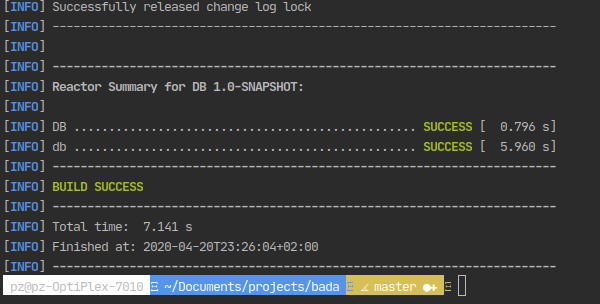 [INFO] Successfully released change log lock
[INFO] ------------------------------------------------------------------------
[INFO]
[INFO] ------------------------------------------------------------------------
[INFO] Reactor Summary for DB 1.0-SNAPSHOT:
[INFO]
[INFO] DB ................................................. SUCCESS [  0.796 s]
[INFO] db ................................................. SUCCESS [  5.960 s]
[INFO] ------------------------------------------------------------------------
[INFO] BUILD SUCCESS
[INFO] ------------------------------------------------------------------------
[INFO] Total time:  7.141 s
[INFO] Finished at: 2020-04-20T23:26:04+02:00
[INFO] ------------------------------------------------------------------------
pz@pz-OptiPlex-7010 ~/Documents/projects/bada master ●+